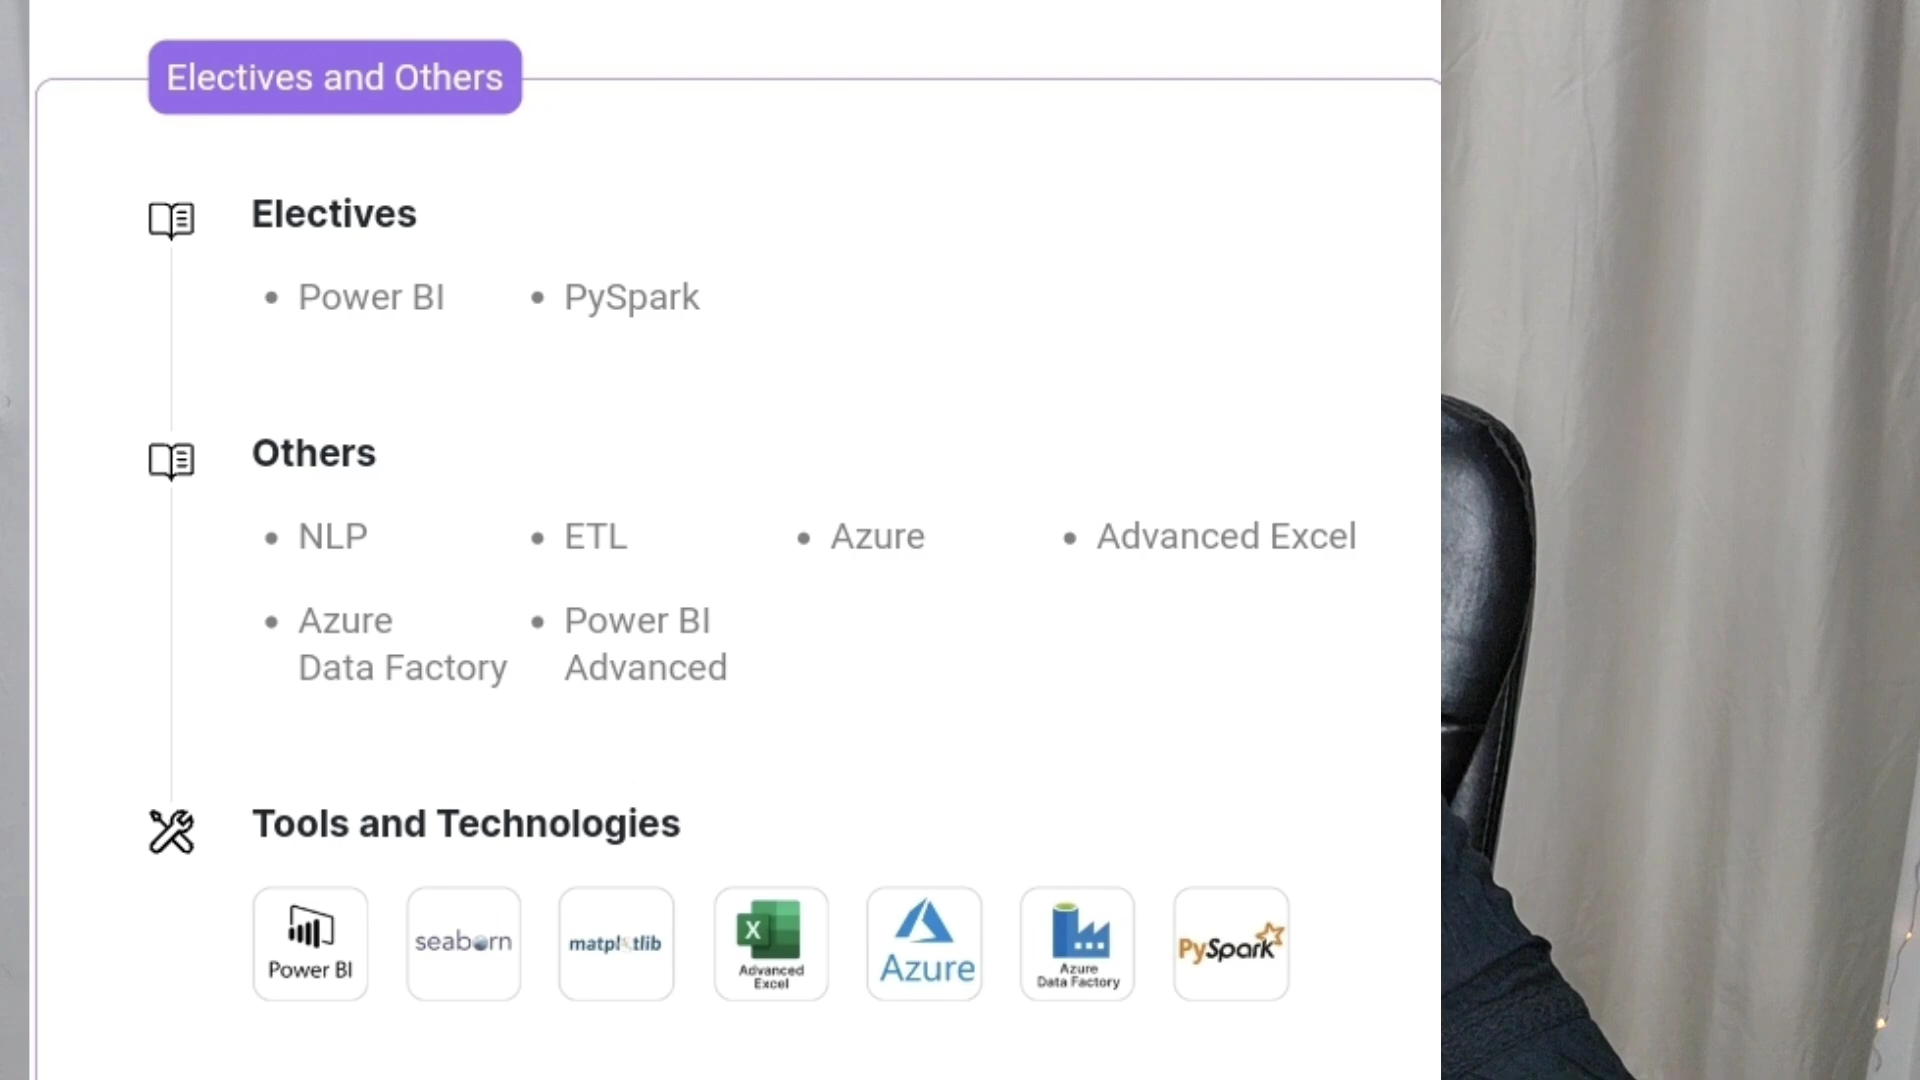 Electives and Others
Electives
Power BI
PySpark
Others
NLP
ETL
Azure
Advanced Excel
Azure
Data Factory
Power BI
Advanced
Tools and Technologies
Power BI
seaborn
matplotlib
X
Advanced
Excel
Azure
Azure
Data Factory
PySpark